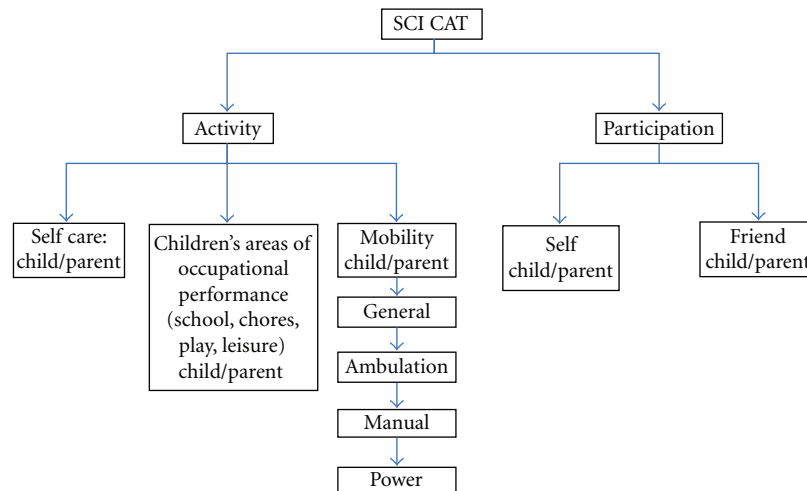 SCI CAT
Activity
Participation
Self care:
child/parent
Children's areas of
occupational
performance
(school, chores,
play, leisure)
child/parent
Mobility
child/parent
General
Ambulation
Manual
Power
Self
child/parent
Friend
child/parent